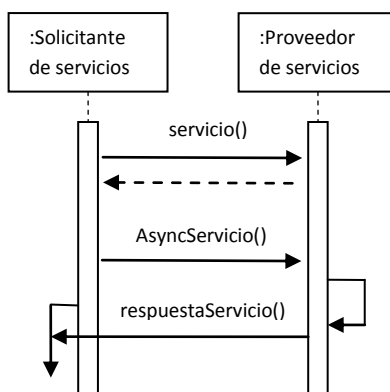 :Solicitante
de servicios
:Proveedor
de servicios
servicio()
AsyncServicio()
respuestaServicio()